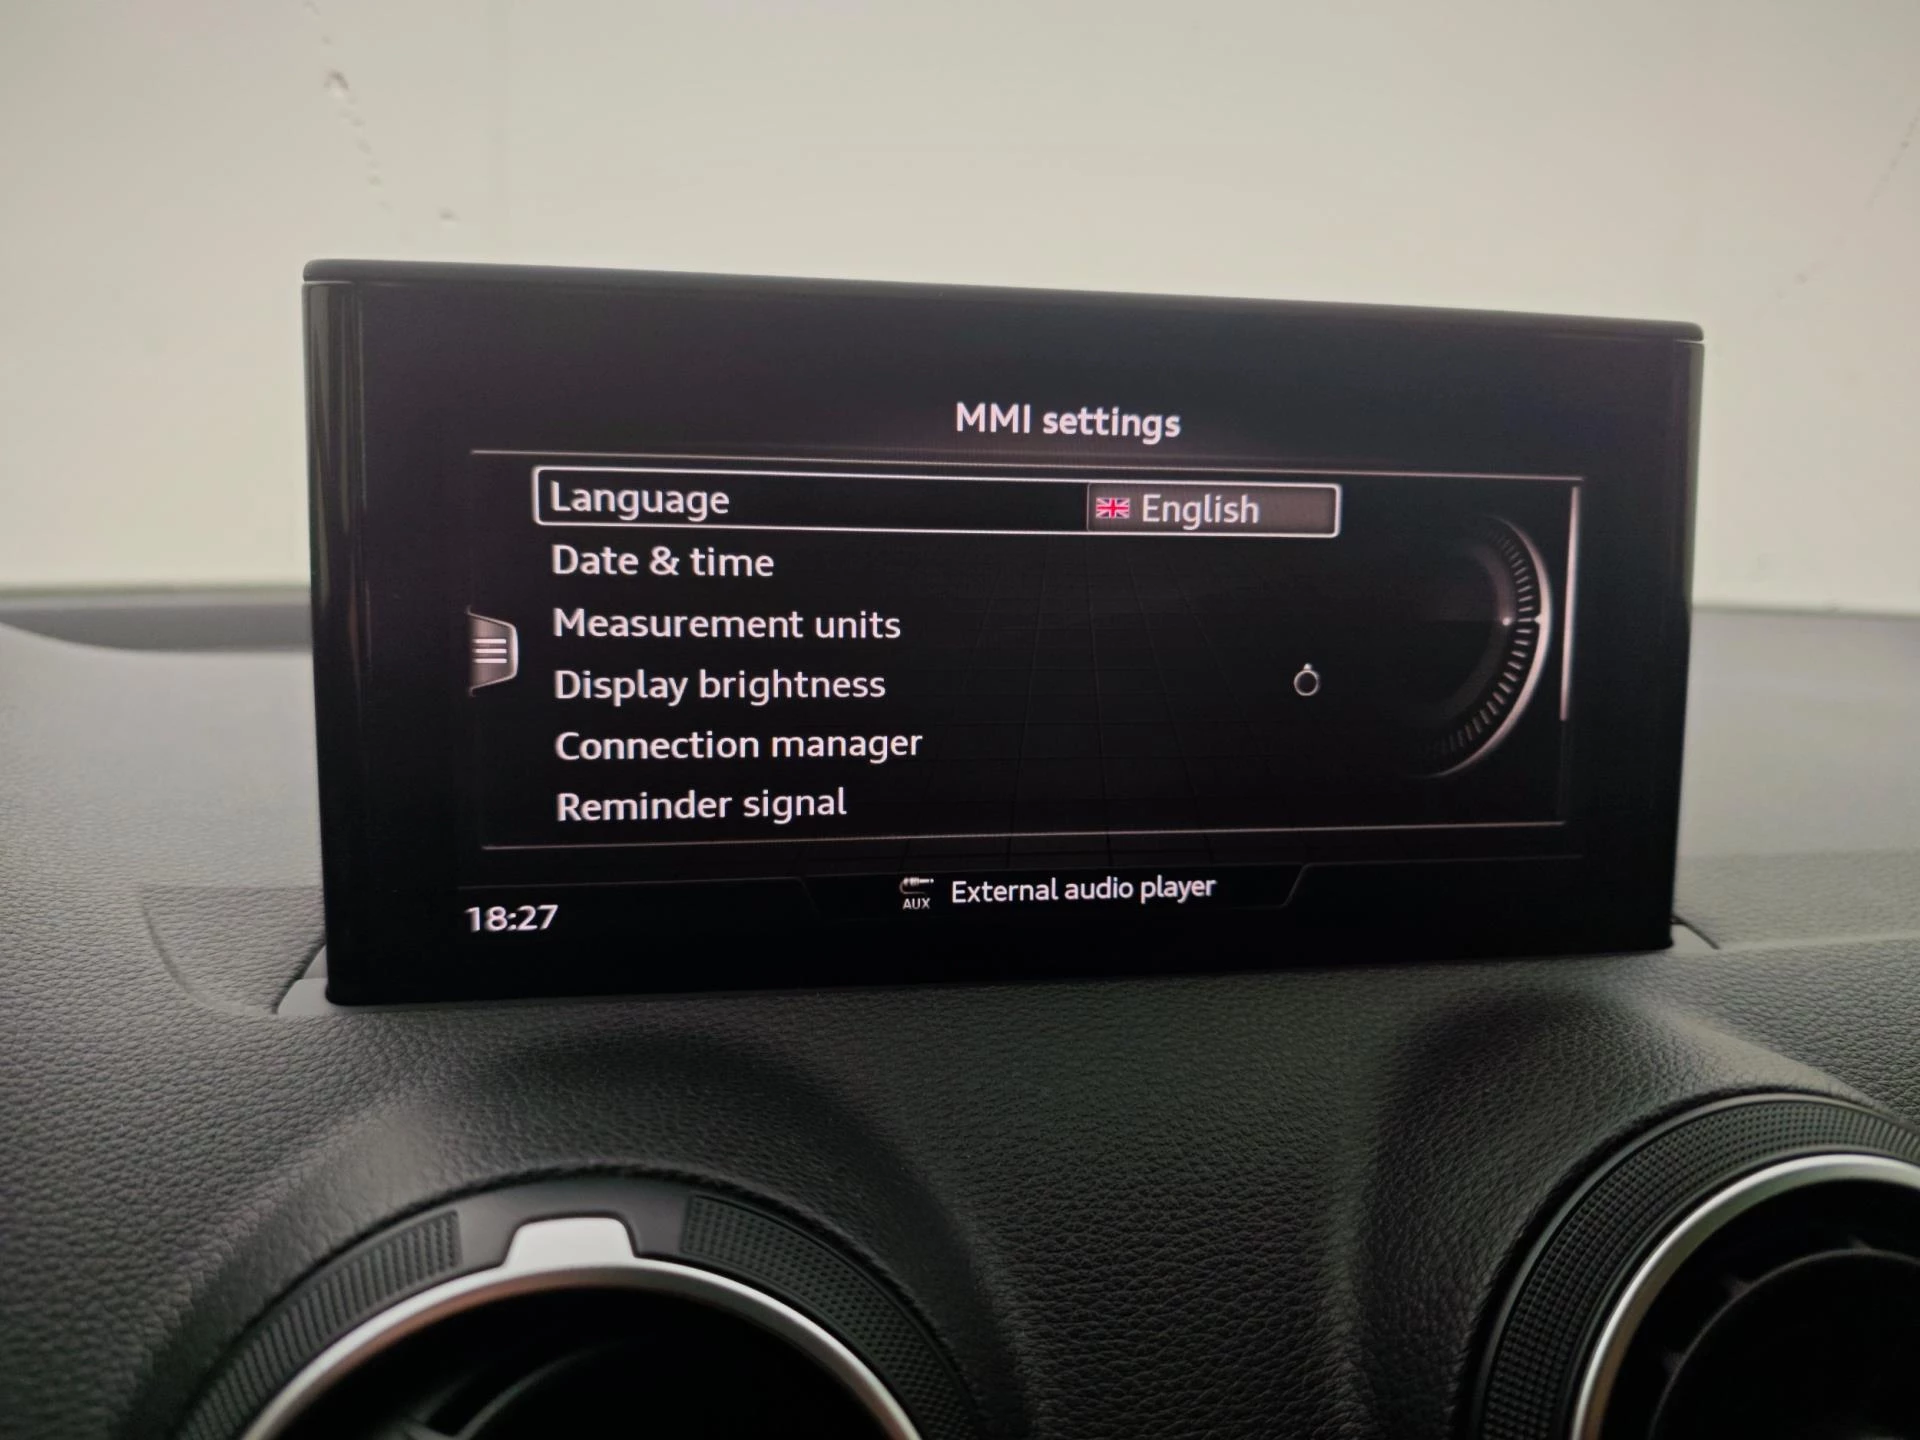 MMI settings
Language English
Date & time
Measurement units
Display brightness
Connection manager
Reminder signal
AUX External audio player
18:27